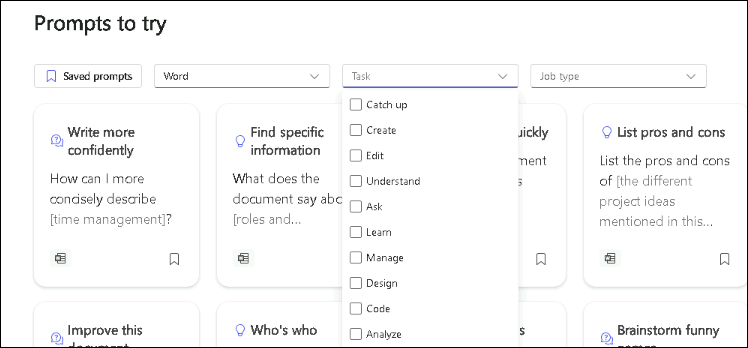 Prompts to try
Saved prompts
Word
Task
Job type
Catch up
Create
Edit
Understand
Ask
Learn
Manage
Design
Code
Analyze
Write more
confidently
How can I more
concisely describe
[time management]?
Find specific
information
What does the
document say abo
[roles and...
uickly
ment
s
List pros and cons
List the pros and cons
of [the different
project ideas
mentioned in this...
Improve this
document
Who's who
s
Brainstorm funny